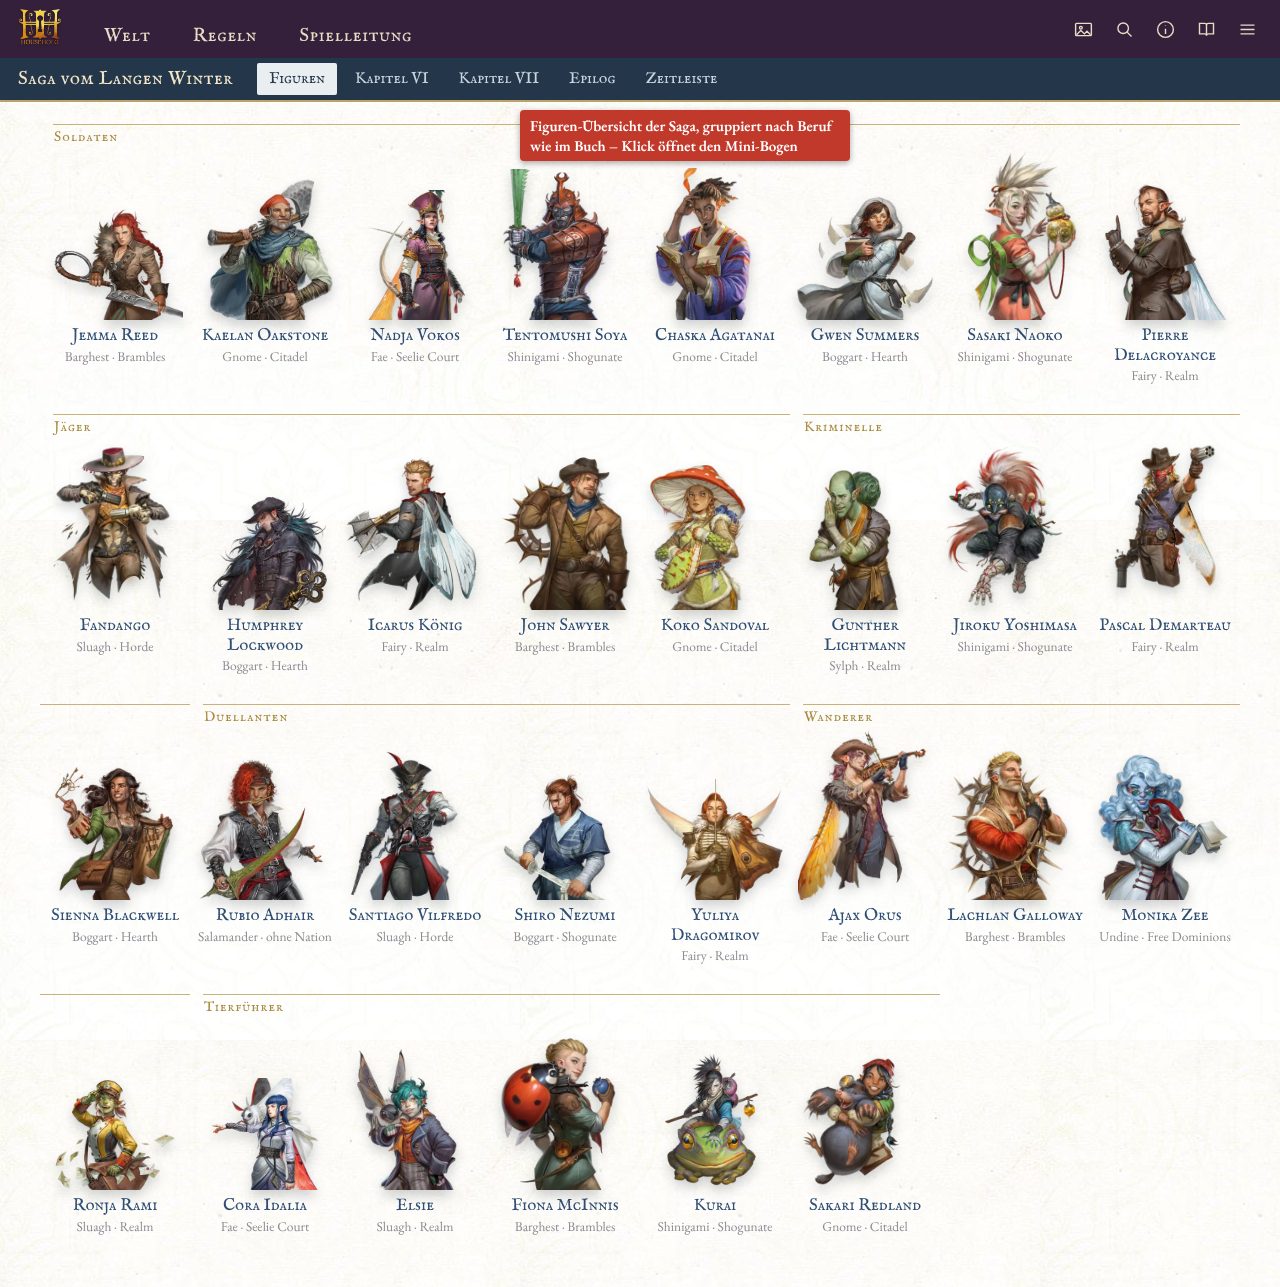 HOUSEHOLD
Welt Regeln Spielleitung
Saga vom Langen Winter Figuren Kapitel VI Kapitel VII Epilog Zeitleiste
Figuren-Übersicht der Saga, gruppiert nach Beruf
wie im Buch – Klick öffnet den Mini-Bogen
Soldaten
Jemma Reed
Barghest · Brambles
Kaelan Oakstone
Gnome · Citadel
Nadja Vokos
Fae · Seelie Court
Tentomushi Soya
Shinigami · Shogunate
Chaska Agatanai
Gnome · Citadel
Gwen Summers
Boggart · Hearth
Sasaki Naoko
Shinigami · Shogunate
Pierre
Delacroyance
Fairy · Realm
Jäger
Fandango
Sluagh · Horde
Humphrey
Lockwood
Boggart · Hearth
Icarus König
Fairy · Realm
John Sawyer
Barghest · Brambles
Koko Sandoval
Gnome · Citadel
Kriminelle
Gunther
Lichtmann
Sylph · Realm
Jiroku Yoshimasa
Shinigami · Shogunate
Pascal Demarteau
Fairy · Realm
Sienna Blackwell
Boggart · Hearth
Duellanten
Rubio Adhair
Salamander · ohne Nation
Santiago Vilfredo
Sluagh · Horde
Shiro Nezumi
Boggart · Shogunate
Yuliya
Dragomirov
Fairy · Realm
Wanderer
Ajax Orus
Fae · Seelie Court
Lachlan Galloway
Barghest · Brambles
Monika Zee
Undine · Free Dominions
Ronja Rami
Sluagh · Realm
Tierführer
Cora Idalia
Fae · Seelie Court
Elsie
Sluagh · Realm
Fiona McInnis
Barghest · Brambles
Kurai
Shinigami · Shogunate
Sakari Redland
Gnome · Citadel